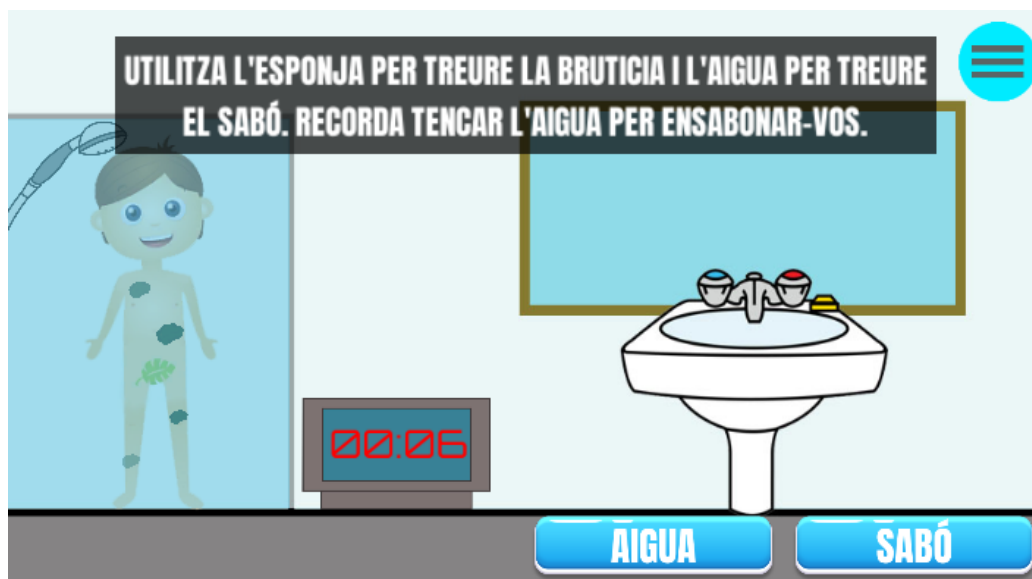 UTILITZA L'ESPONJA PER TREURE LA BRUTICIA I L'AIGUA PER TREURE
EL SABÓ. RECORDA TENCAR L'AIGUA PER ENSABONAR-VOS.
00:06
AIGUA
SABÓ